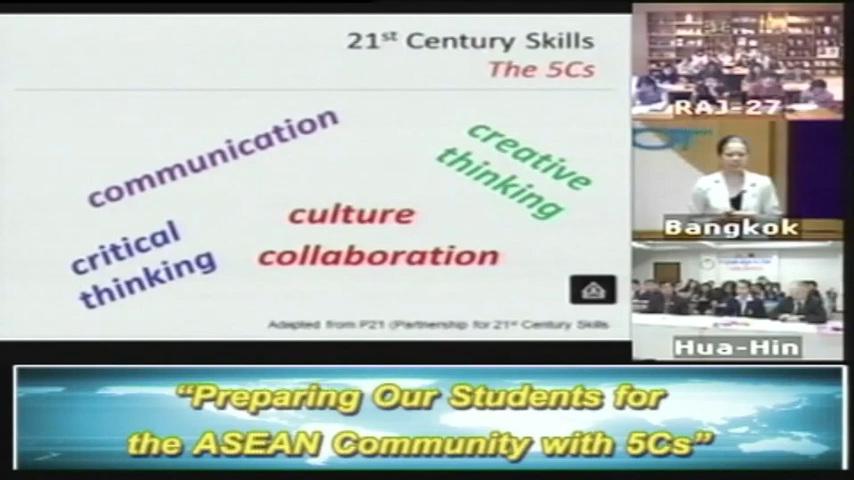 21st Century Skills
The 5Cs
communication
creative
thinking
culture
collaboration
critical
thinking
Adapted from P21 (Partnership for 21st Century Skills
RAJ-27
Bangkok
Hua-Hin
“Preparing Our Students for
the ASEAN Community with 5Cs”